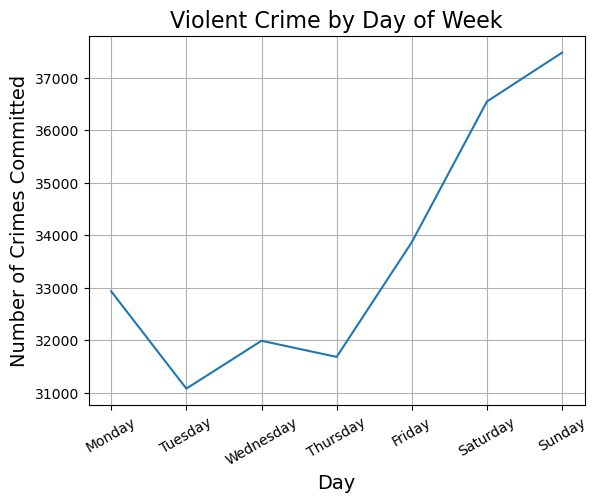 Violent Crime by Day of Week
Number of Crimes Committed
37000
36000
35000
34000
33000
32000
31000
Monday
Tuesday
Wednesday
Thursday
Friday
Saturday
Sunday
Day